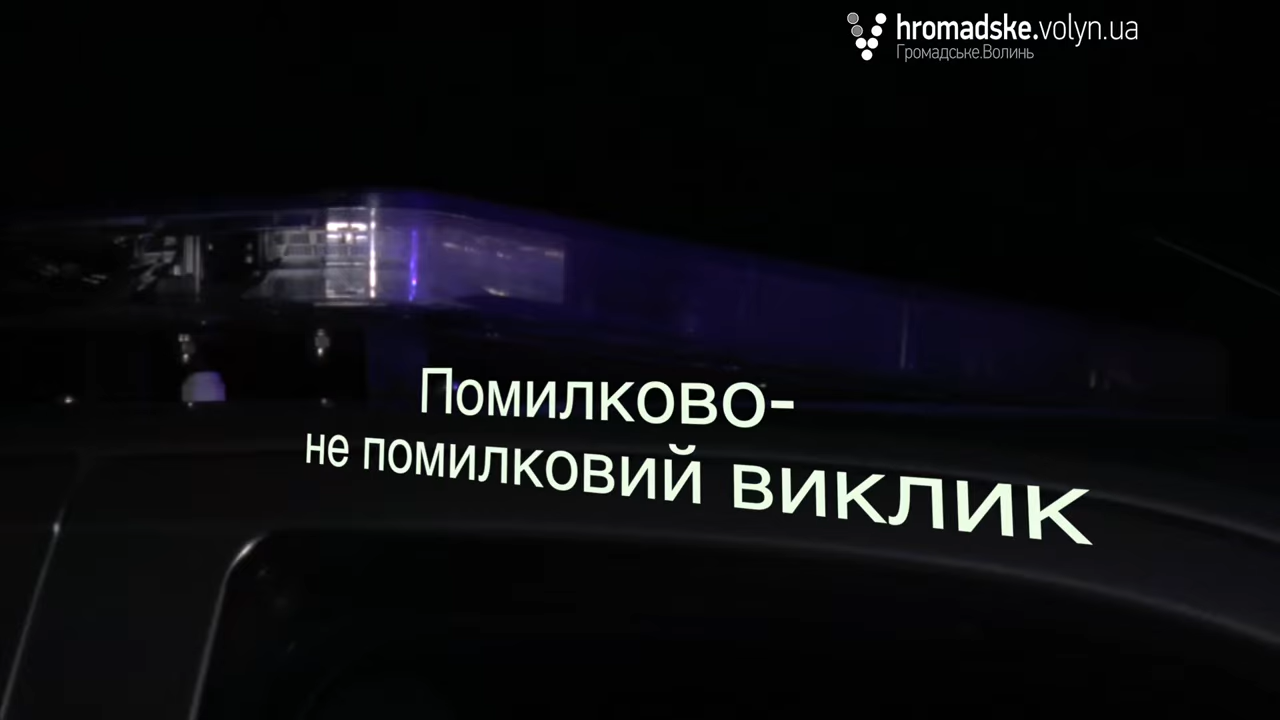 hromadske.volyn.ua
Громадське.Волинь
Помилково-
не помилковий виклик